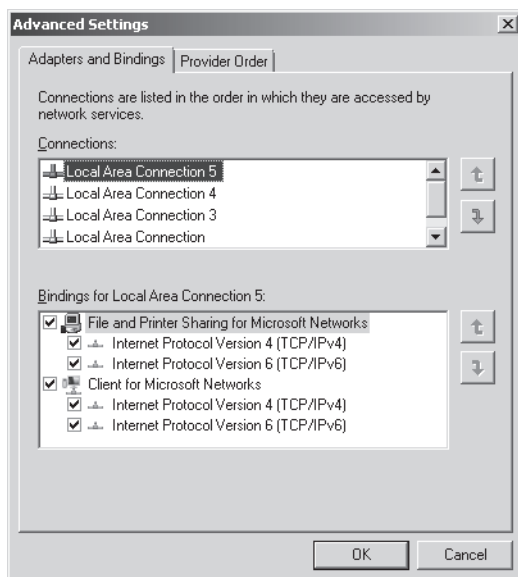 Advanced Settings
Adapters and Bindings
Provider Order
Connections are listed in the order in which they are accessed by
network services.
Connections:
Local Area Connection 5
Local Area Connection 4
Local Area Connection 3
Local Area Connection
Bindings for Local Area Connection 5:
File and Printer Sharing for Microsoft Networks
Internet Protocol Version 4 (TCP/IPv4)
Internet Protocol Version 6 (TCP/IPv6)
Client for Microsoft Networks
Internet Protocol Version 4 (TCP/IPv4)
Internet Protocol Version 6 (TCP/IPv6)
OK
Cancel